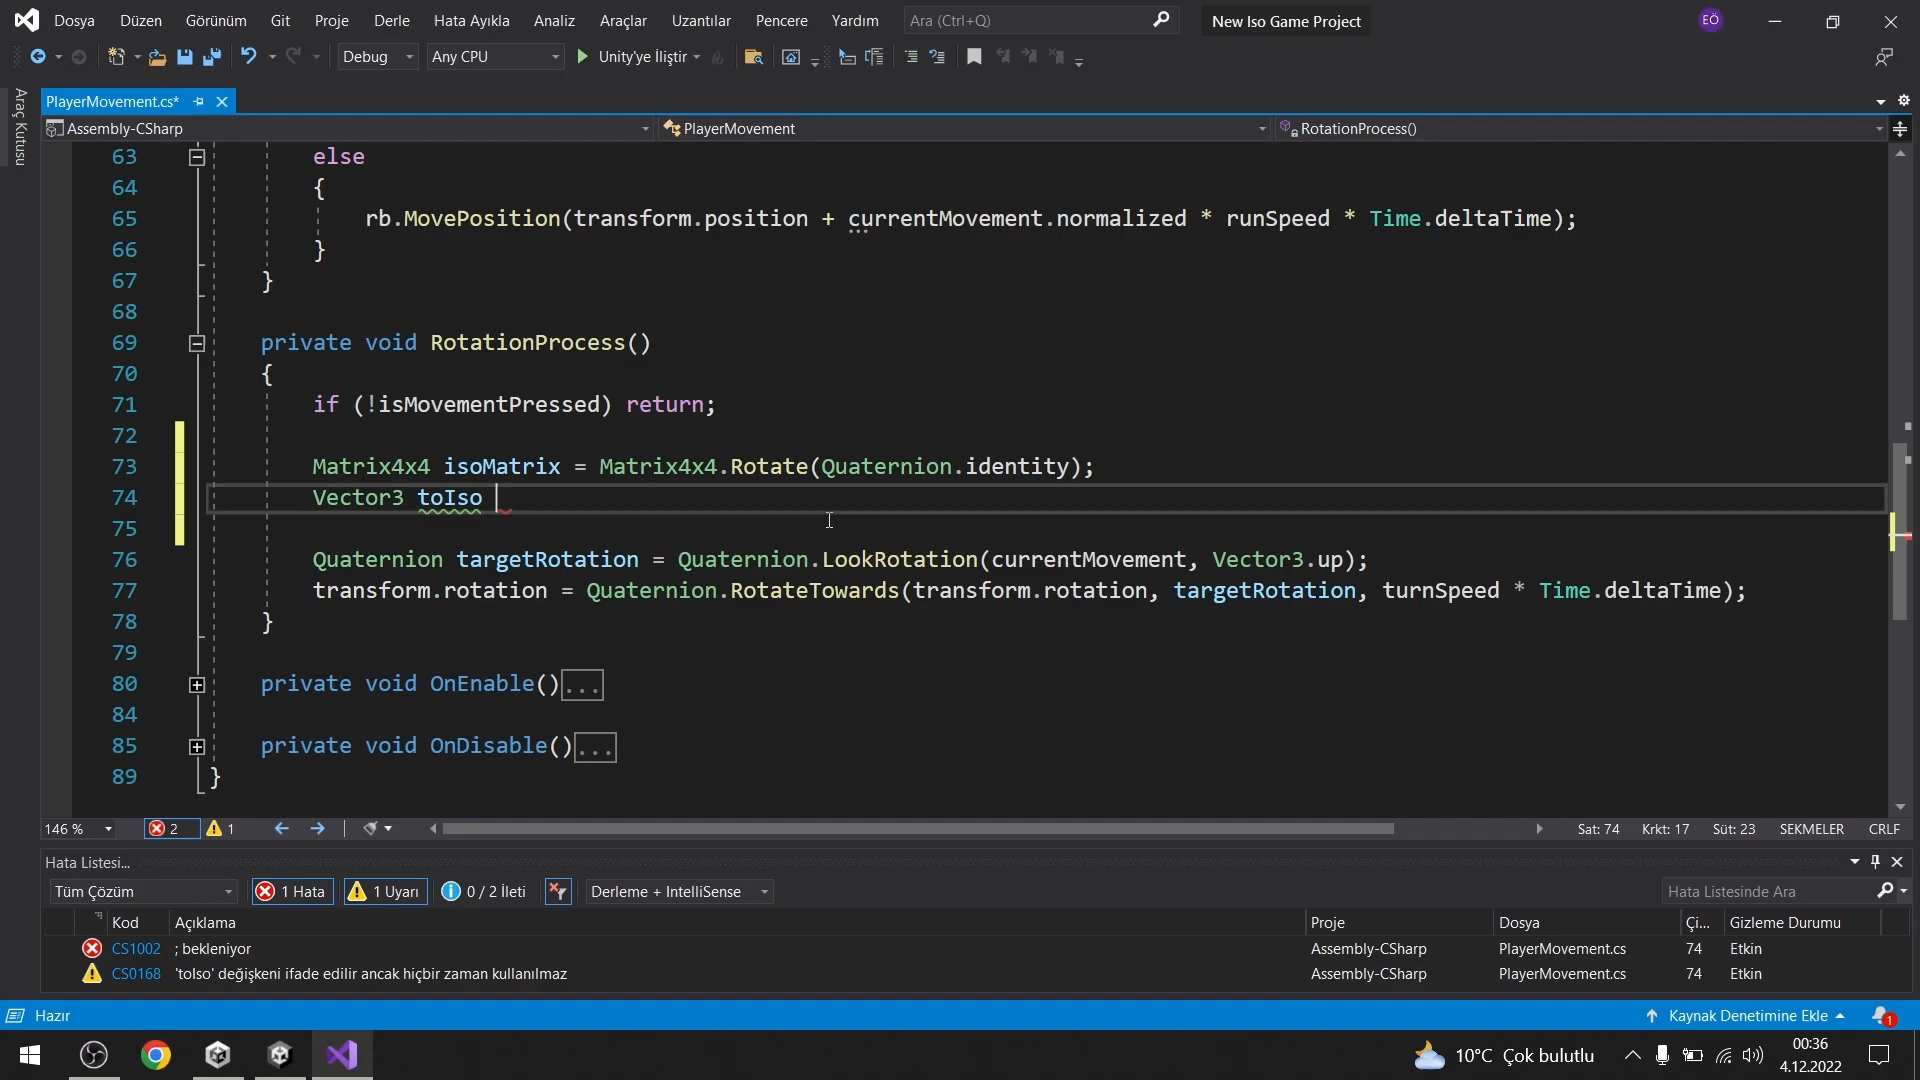 Dosya Düzen Görünüm Git Proje Derle Hata Ayıkla Analiz Araçlar Uzantılar Pencere Yardım Ara (Ctrl+Q) New Iso Game Project EÖ
Debug Any CPU Unity'ye İliştir
Araç Kutusu
PlayerMovement.cs*
Assembly-CSharp PlayerMovement RotationProcess()
63 else
64 {
65 rb.MovePosition(transform.position + currentMovement.normalized * runSpeed * Time.deltaTime);
66 }
67 }
68
69 private void RotationProcess()
70 {
71 if (!isMovementPressed) return;
72
73 Matrix4x4 isoMatrix = Matrix4x4.Rotate(Quaternion.identity);
74 Vector3 toIso
75
76 Quaternion targetRotation = Quaternion.LookRotation(currentMovement, Vector3.up);
77 transform.rotation = Quaternion.RotateTowards(transform.rotation, targetRotation, turnSpeed * Time.deltaTime);
78 }
79
80 private void OnEnable()...
84
85 private void OnDisable()...
89 }
146 % 2 1 Sat: 74 Krkt: 17 Süt: 23 SEKMELER CRLF
Hata Listesi...
Tüm Çözüm 1 Hata 1 Uyarı 0 / 2 İleti Derleme + IntelliSense Hata Listesinde Ara
Kod Açıklama Proje Dosya Çi... Gizleme Durumu
CS1002 ; bekleniyor Assembly-CSharp PlayerMovement.cs 74 Etkin
CS0168 'toIso' değişkeni ifade edilir ancak hiçbir zaman kullanılmaz Assembly-CSharp PlayerMovement.cs 74 Etkin
Hazır Kaynak Denetimine Ekle 1
10°C Çok bulutlu 00:36
4.12.2022